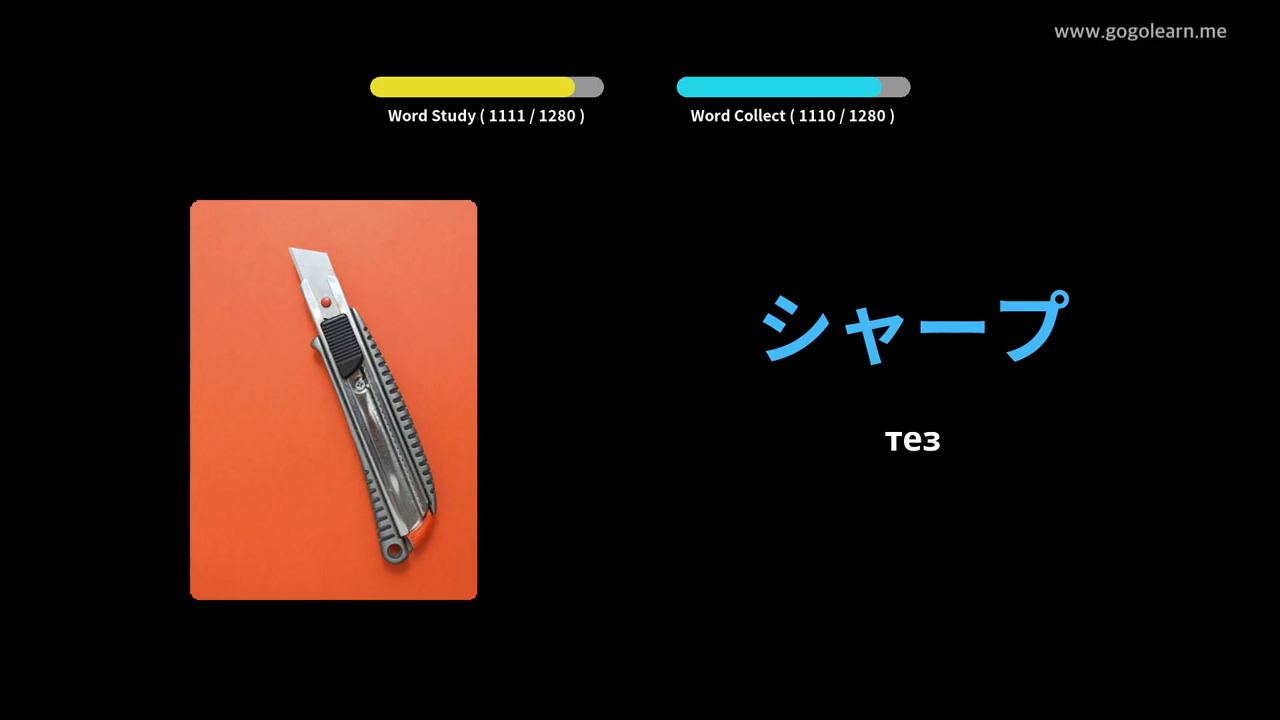 www.gogolearn.me
Word Study ( 1111 / 1280 )
Word Collect ( 1110 / 1280 )
シャープ
тез